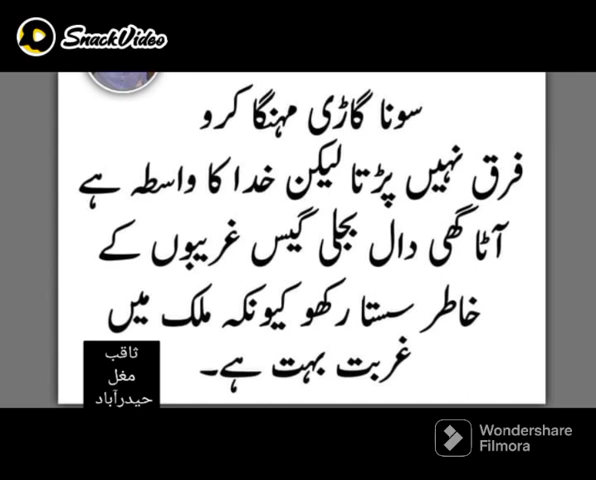 SnackVideo
سونا گاڑی مہنگا کرو
فرق نہیں پڑتا لیکن خدا کا واسطہ ہے
آٹا گھی دال بجلی گیس غریبوں کے
خاطر سستا رکھو کیونکہ ملک میں
غربت بہت ہے۔
ثاقب
مغل
حیدرآباد
Wondershare
Filmora